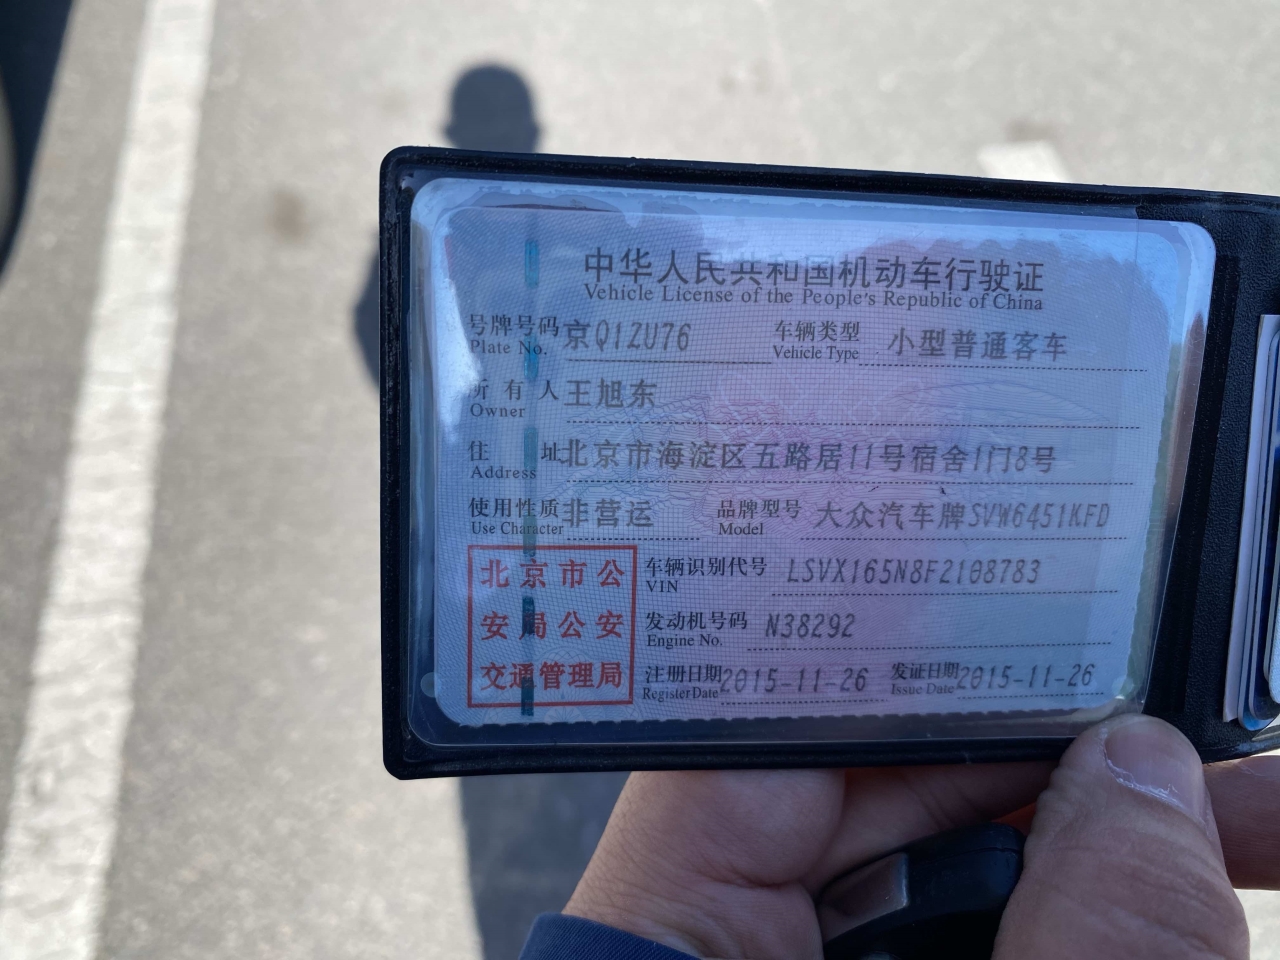 中华人民共和国机动车行驶证
Vehicle License of the People's Republic of China
号牌号码 京Q1ZU76 车辆类型 小型普通客车
Plate No. Vehicle Type
所有人 王旭东
Owner
住址 北京市海淀区五路居11号宿舍1门8号
Address
使用性质 非营运 品牌型号 大众汽车牌SVW6451KFD
Use Character Model
车辆识别代号 LSVX165N8F2108783
VIN
发动机号码 N38292
Engine No.
注册日期 2015-11-26 发证日期 2015-11-26
Register Date Issue Date
北京市公
安局公安
交通管理局